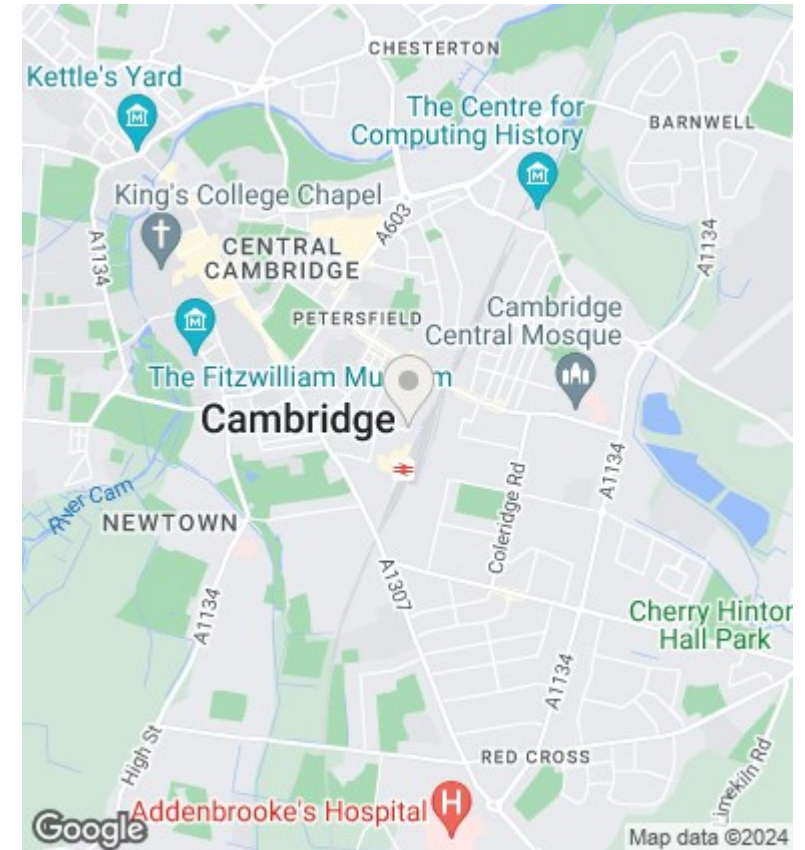 CHESTERTON
Kettle's Yard
The Centre for
Computing History
BARNWELL
King's College Chapel
A603
A1134
A1134
CENTRAL
CAMBRIDGE
PETERSFIELD
Cambridge
Central Mosque
The Fitzwilliam Mu m
Cambridge
River Cam
NEWTOWN
Coleridge Rd
A1134
A1307
A1134
Cherry Hinton
Hall Park
A1134
High St
RED CROSS
Limekiln Rd
Addenbrooke's Hospital
H
Google
Map data ©2024